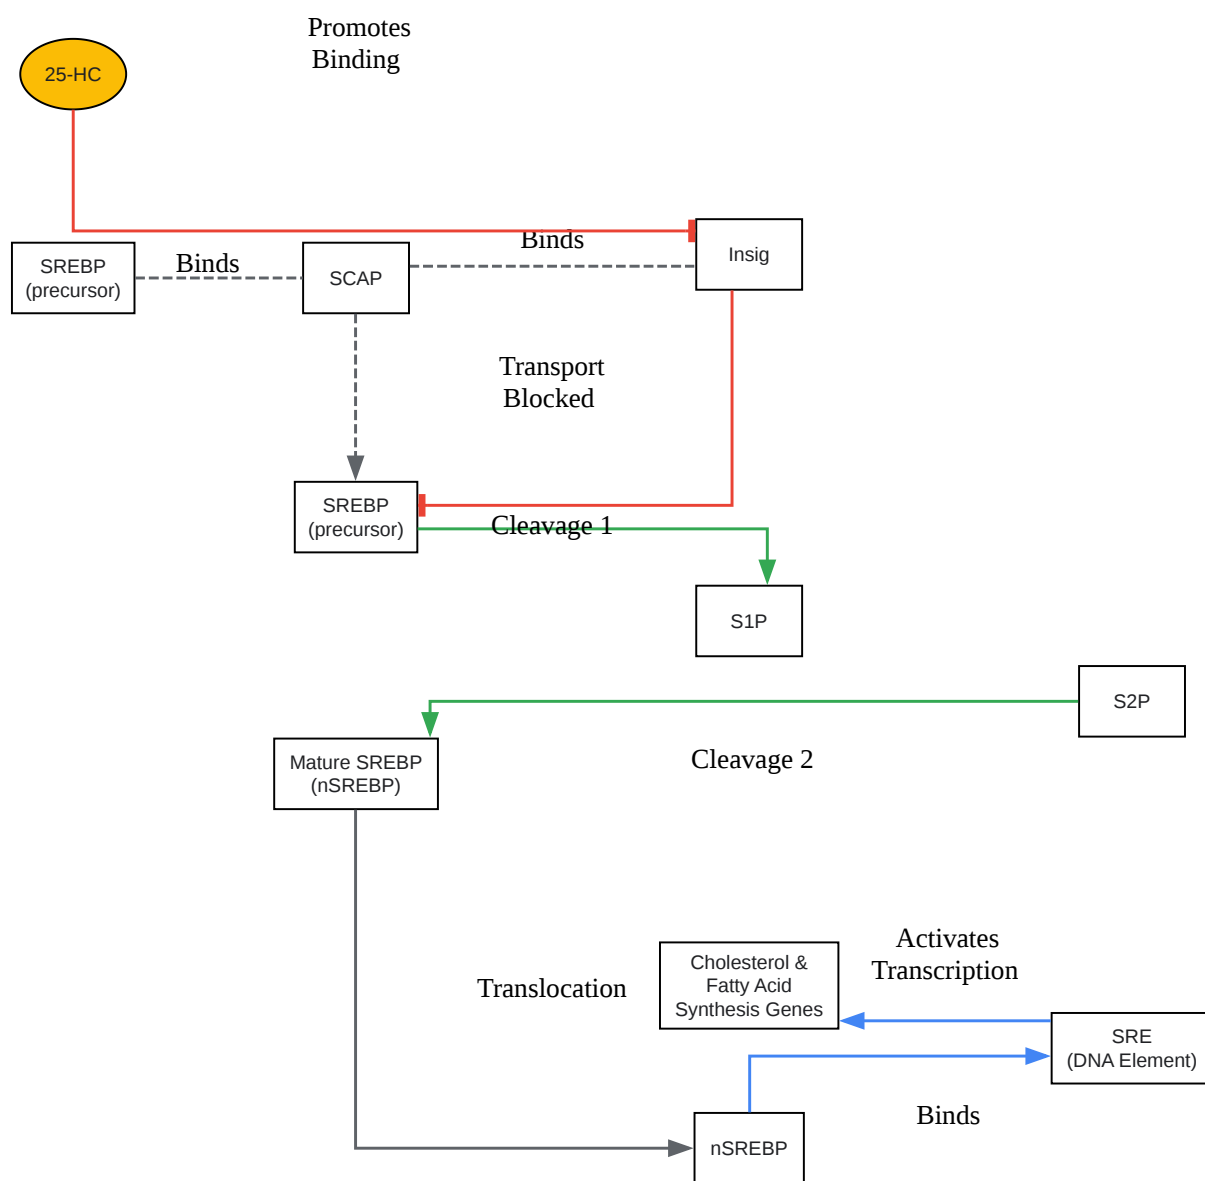 Promotes
Binding
25-HC
Binds
Insig
SREBP
(precursor)
Binds
SCAP
Transport
Blocked
SREBP
(precursor)
Cleavage 1
S1P
S2P
Mature SREBP
(nSREBP)
Cleavage 2
Activates
Transcription
Cholesterol &
Fatty Acid
Synthesis Genes
Translocation
SRE
(DNA Element)
Binds
nSREBP